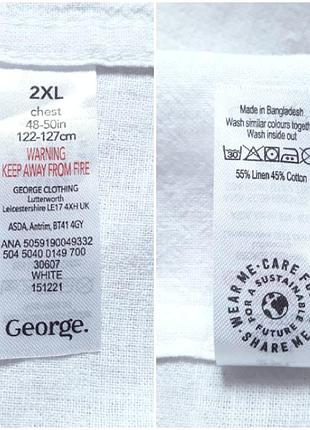 2XL
chest
48-50in
122-127cm
WARNING
KEEP AWAY FROM FIRE
GEORGE CLOTHING
Lutterworth
Leicestershire LE17 4XH UK
ASDA, Antrim, BT41 4GY
ANA 5059190049332
504 5040 0149 700
30607
WHITE
151221
George.
Made in Bangladesh
Wash similar colours together
Wash inside out
30
55% Linen 45% Cotton
WEAR ME · CARE FO
FOR A SUSTAINABLE
FUTURE
· SHARE ME